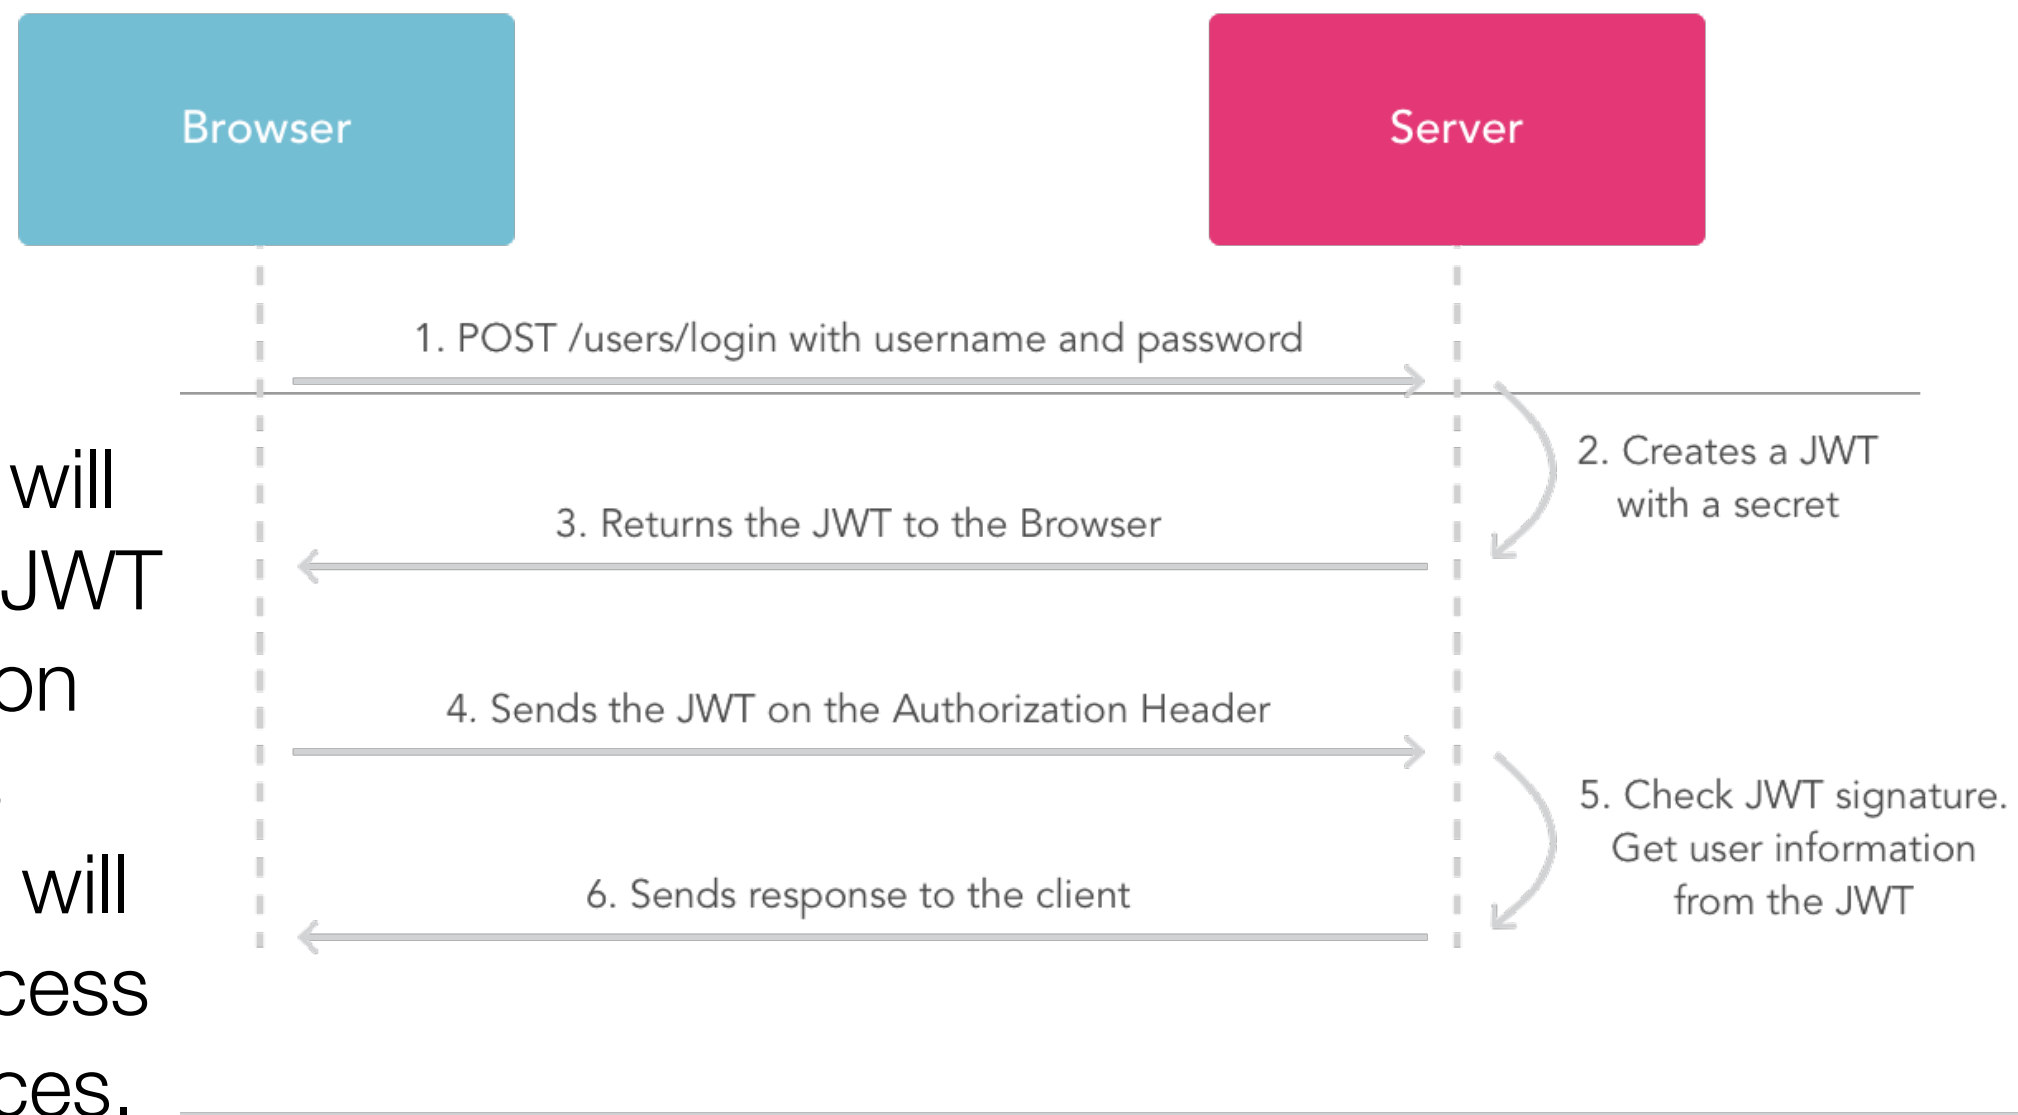 Browser
Server
1. POST /users/login with username and password
2. Creates a JWT
with a secret
3. Returns the JWT to the Browser
4. Sends the JWT on the Authorization Header
5. Check JWT signature.
Get user information
from the JWT
6. Sends response to the client
will
JWT
on
will
cess
ces.